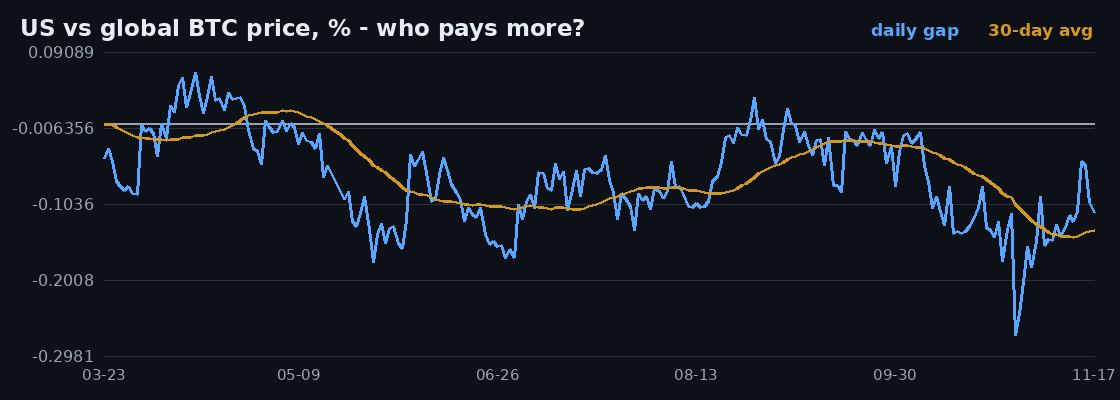 US vs global BTC price, % - who pays more?
daily gap 30-day avg
0.09089
-0.006356
-0.1036
-0.2008
-0.2981
03-23 05-09 06-26 08-13 09-30 11-17